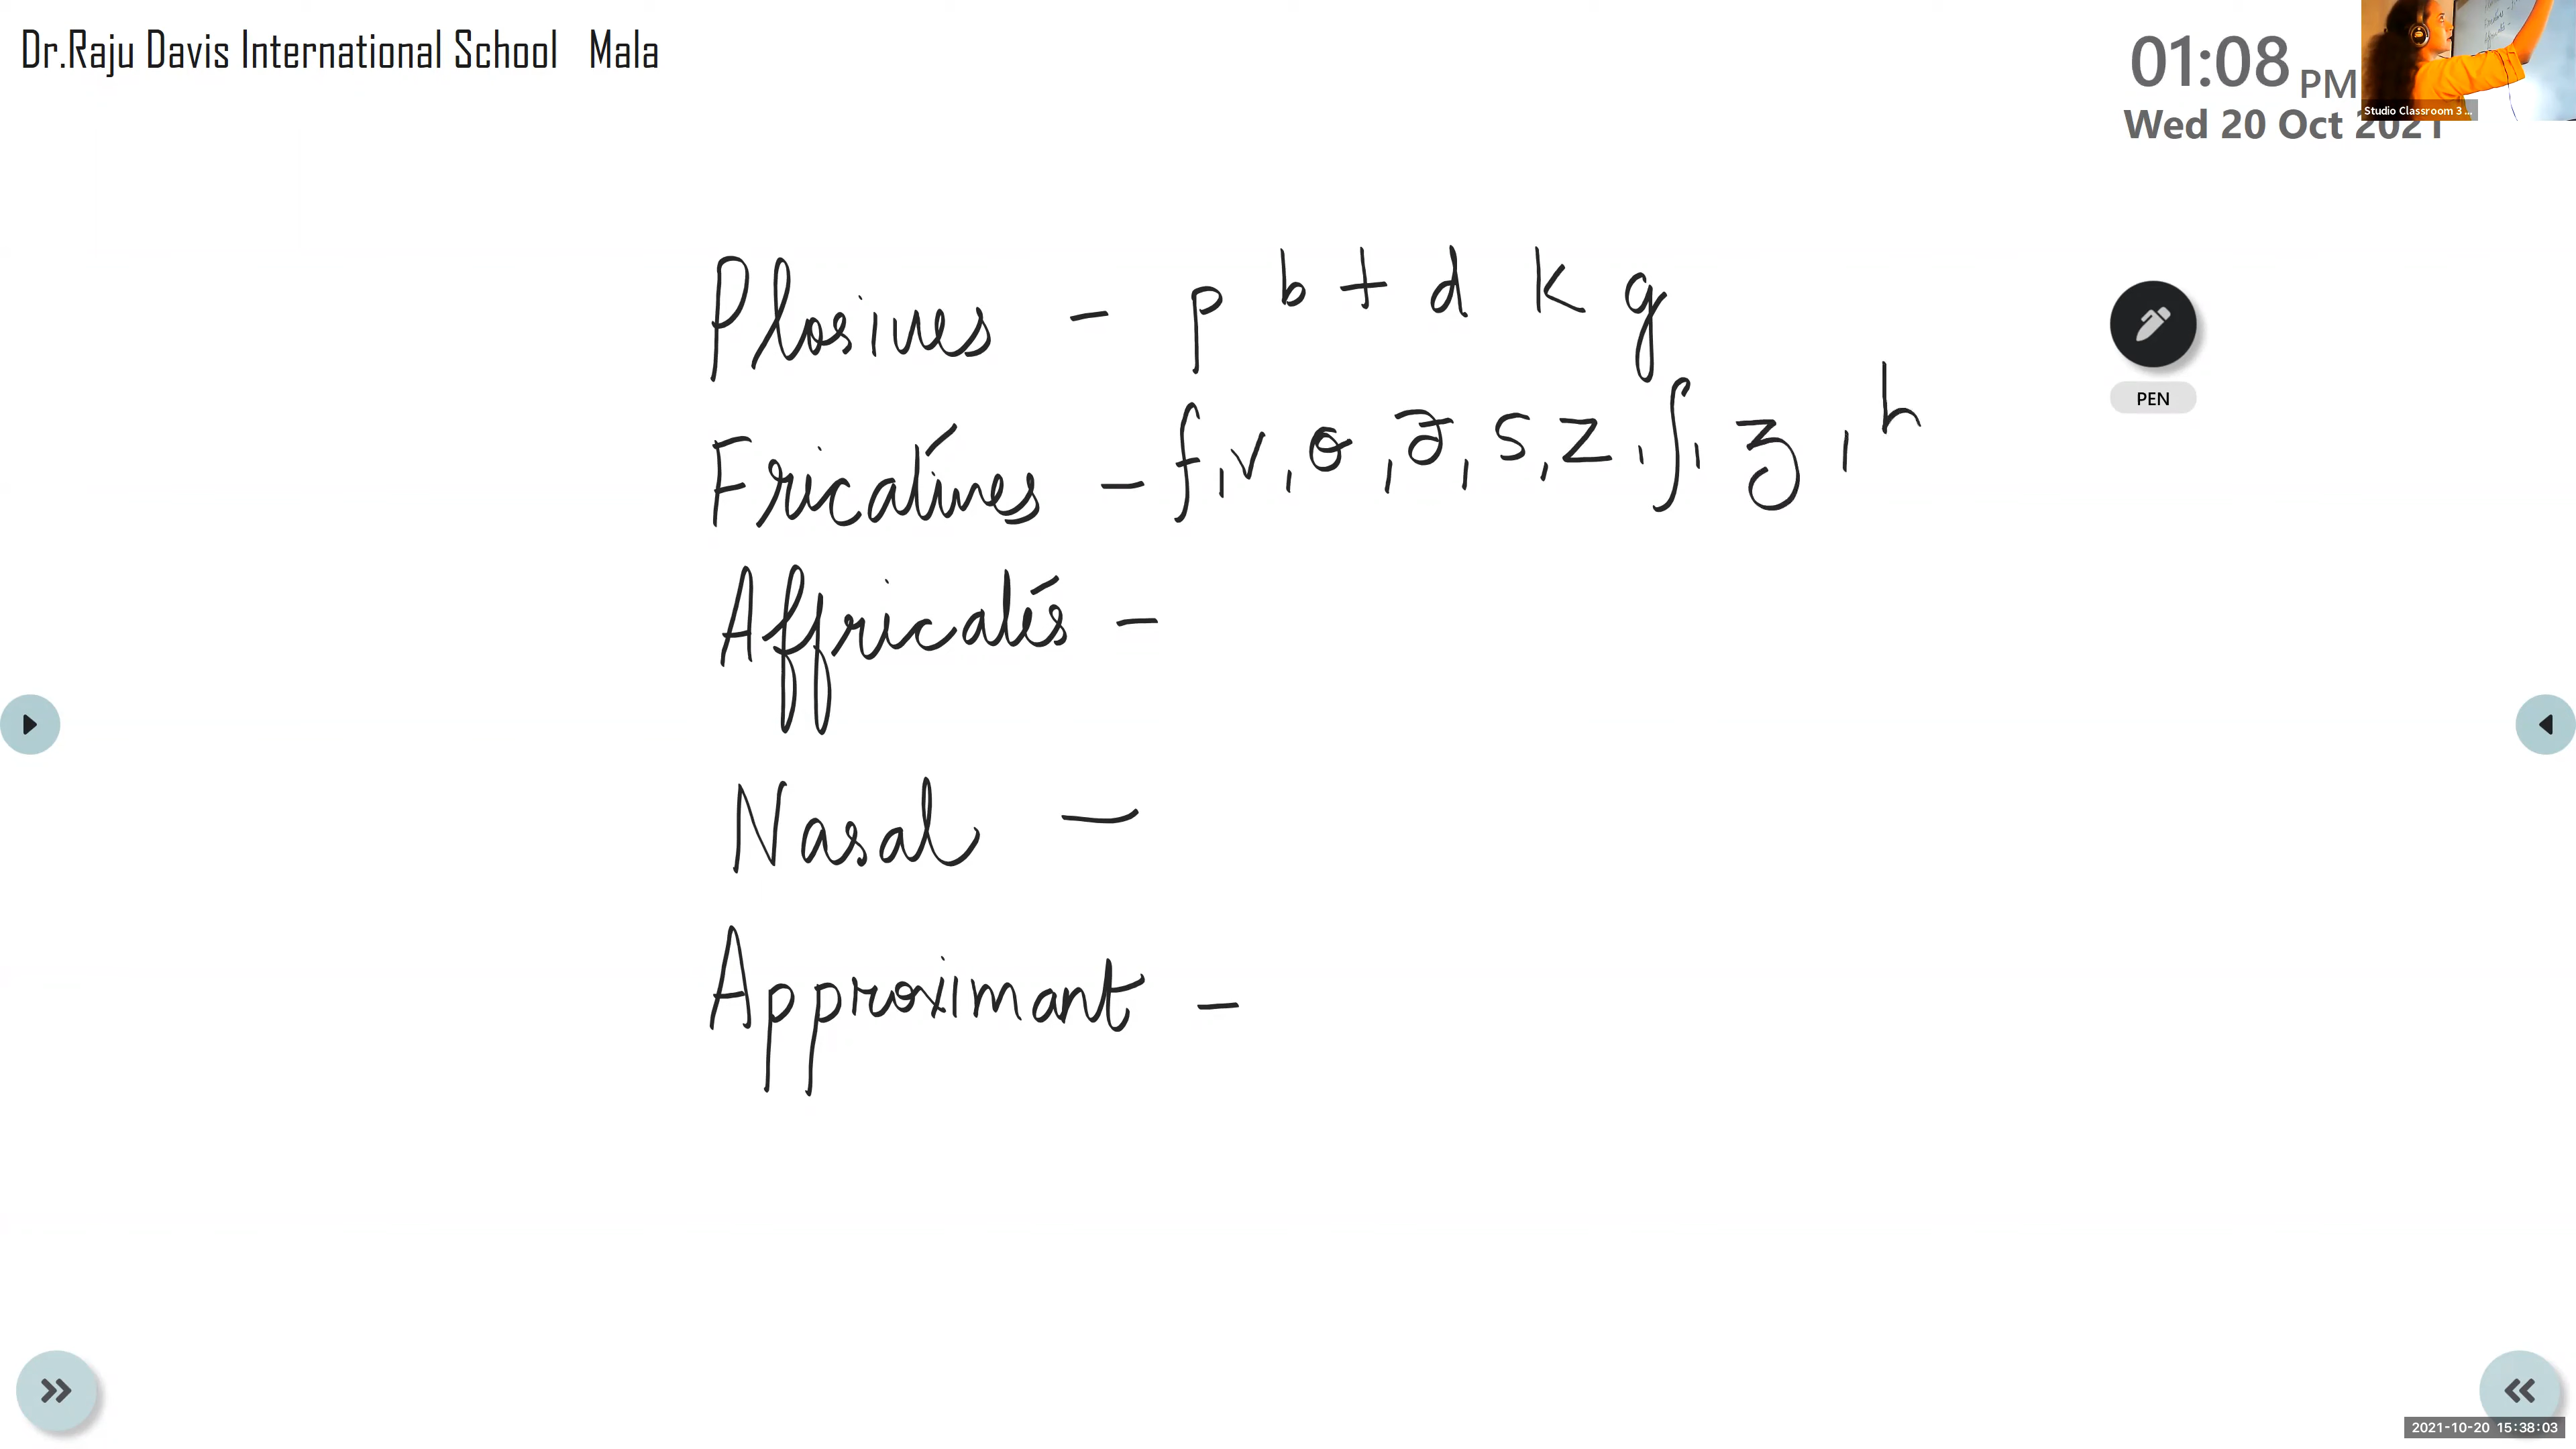 Dr.Raju Davis International School Mala
01:08 PM
Wed 20 Oct 2021
Studio Classroom 3 ...
Plosives - p b t d k g
Fricatives - f, v, θ, ð, s, z, ʃ, ʒ, h
PEN
Affricates -
Nasal -
Approximant -
2021-10-20 15:38:03